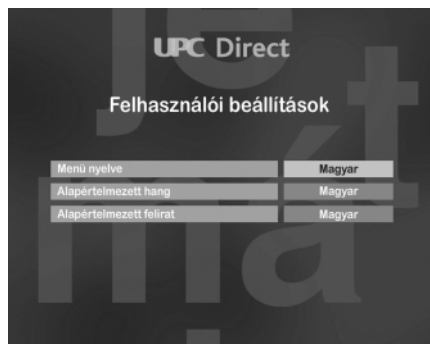 UPC Direct
Felhasználói beállítások
Menü nyelve Magyar
Alapértelmezett hang Magyar
Alapértelmezett felirat Magyar